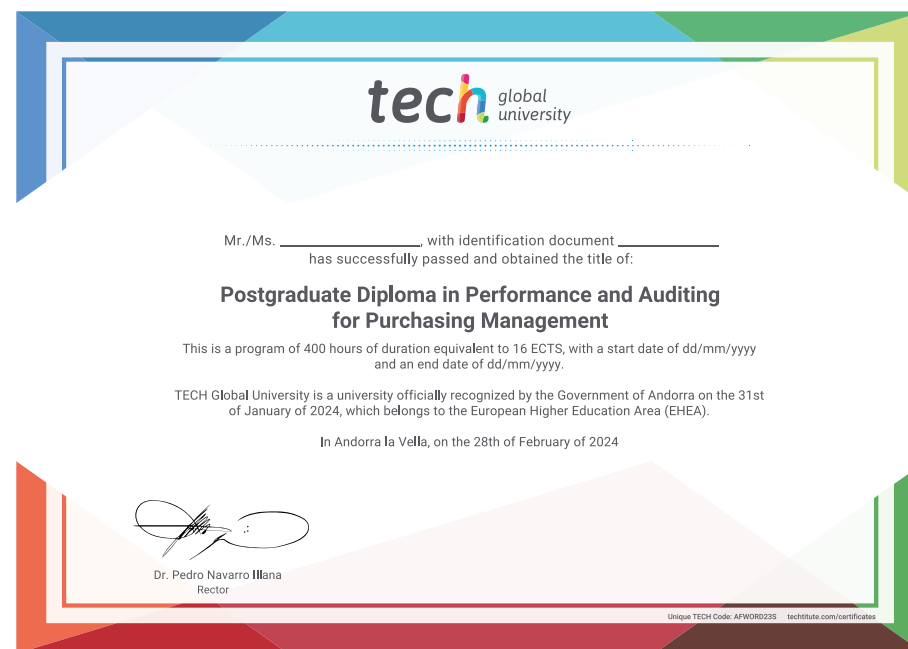 tech global university
Mr./Ms. ________________, with identification document ____________
has successfully passed and obtained the title of:
Postgraduate Diploma in Performance and Auditing
for Purchasing Management
This is a program of 400 hours of duration equivalent to 16 ECTS, with a start date of dd/mm/yyyy
and an end date of dd/mm/yyyy.
TECH Global University is a university officially recognized by the Government of Andorra on the 31st
of January of 2024, which belongs to the European Higher Education Area (EHEA).
In Andorra la Vella, on the 28th of February of 2024
Dr. Pedro Navarro Illana
Rector
Unique TECH Code: AFWORD23S techtitute.com/certificates